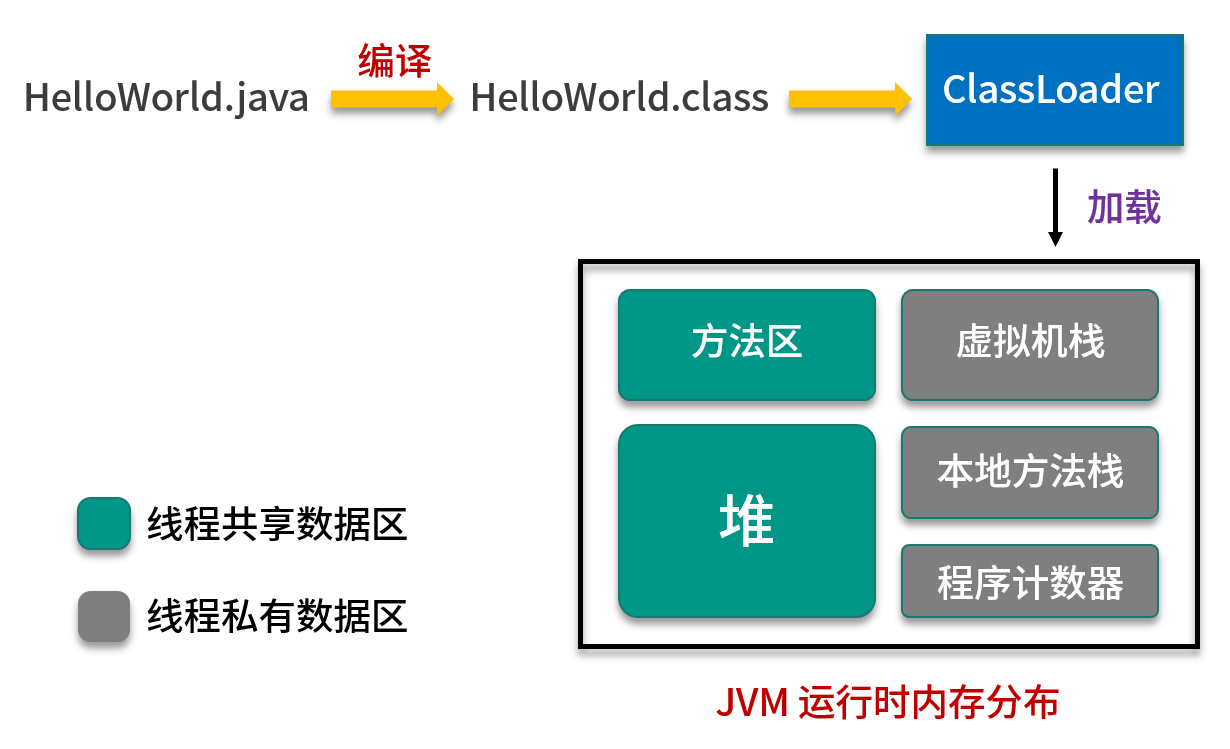 编译
HelloWorld.java
HelloWorld.class
ClassLoader
加载
方法区
虚拟机栈
堆
本地方法栈
程序计数器
线程共享数据区
线程私有数据区
JVM 运行时内存分布